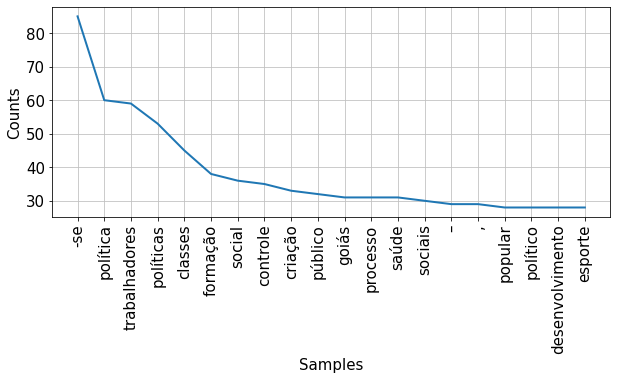 Counts
80
70
60
50
40
30
-se
política
trabalhadores
políticas
classes
formação
social
controle
criação
público
goiás
processo
saúde
sociais
–
,
popular
político
desenvolvimento
esporte
Samples